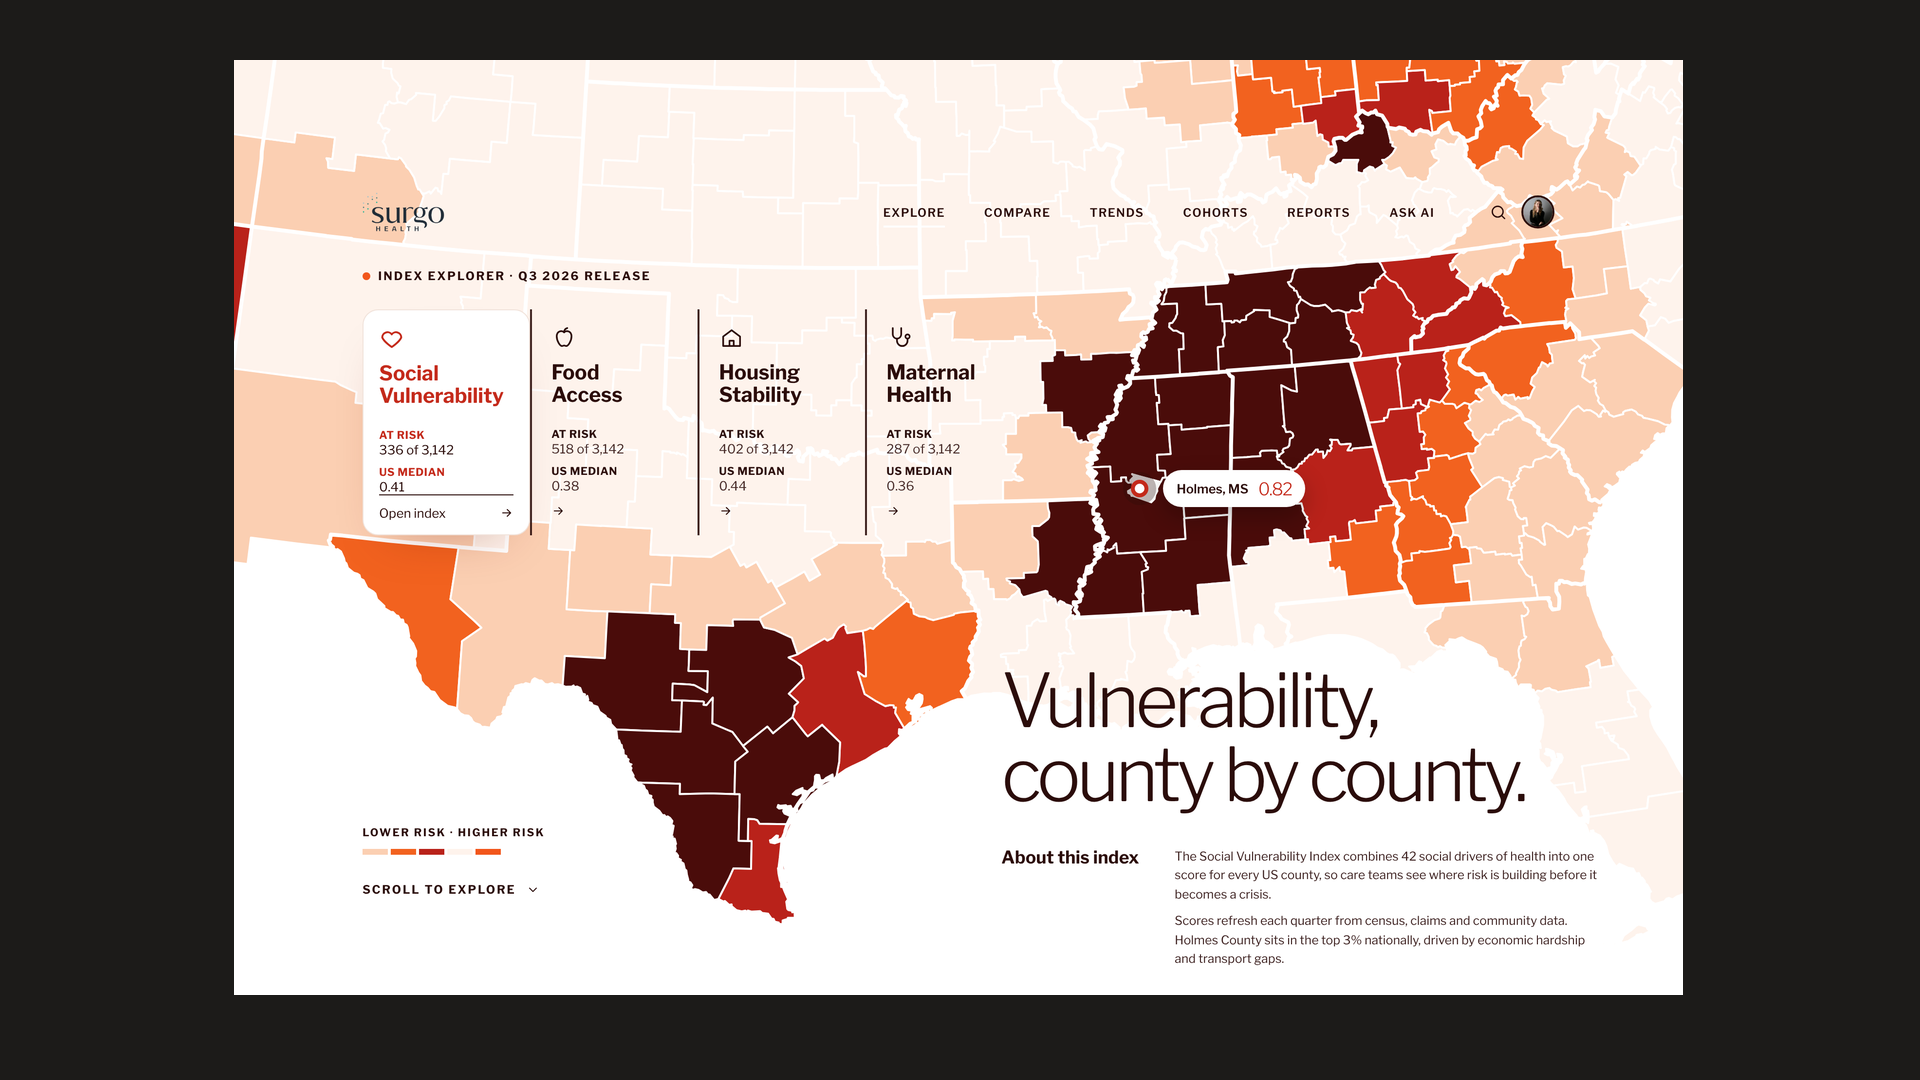 surgo
HEALTH
EXPLORE
COMPARE
TRENDS
COHORTS
REPORTS
ASK AI
INDEX EXPLORER · Q3 2026 RELEASE
Social
Vulnerability
AT RISK
336 of 3,142
US MEDIAN
0.41
Open index
Food
Access
AT RISK
518 of 3,142
US MEDIAN
0.38
Housing
Stability
AT RISK
402 of 3,142
US MEDIAN
0.44
Maternal
Health
AT RISK
287 of 3,142
US MEDIAN
0.36
Holmes, MS 0.82
Vulnerability,
county by county.
LOWER RISK · HIGHER RISK
SCROLL TO EXPLORE
About this index
The Social Vulnerability Index combines 42 social drivers of health into one
score for every US county, so care teams see where risk is building before it
becomes a crisis.
Scores refresh each quarter from census, claims and community data.
Holmes County sits in the top 3% nationally, driven by economic hardship
and transport gaps.